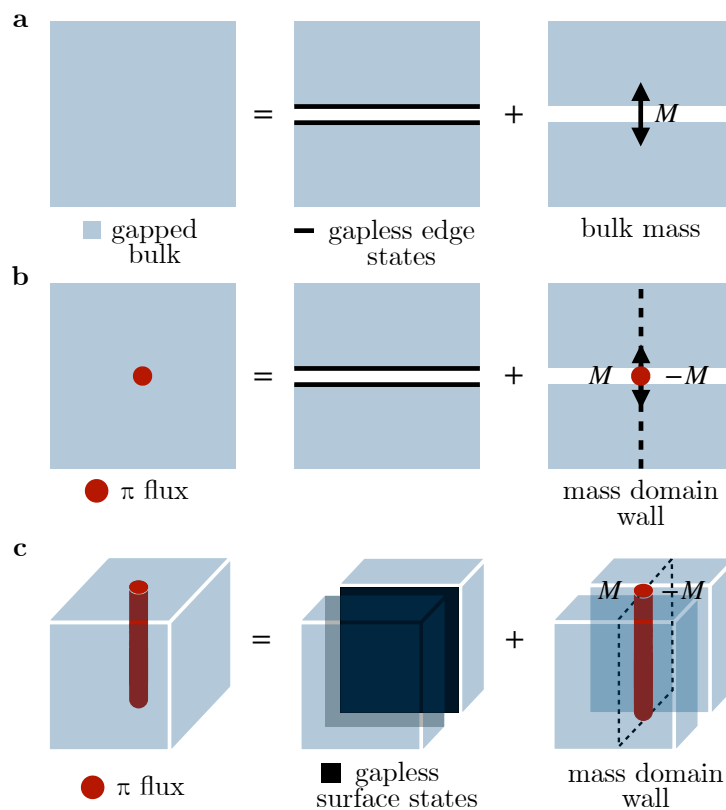 a
= + M
gapped
bulk
gapless edge
states
bulk mass
b
= + M −M
π flux
mass domain
wall
c
= + M −M
π flux
gapless
surface states
mass domain
wall